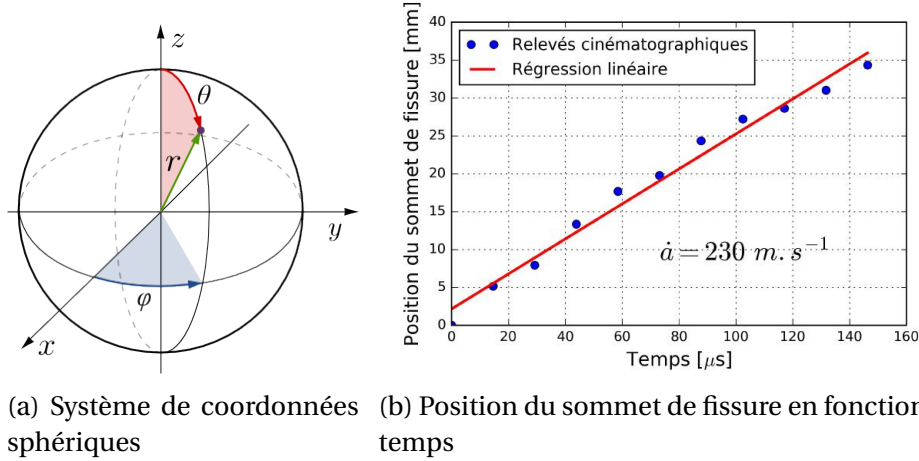 z
θ
r
y
φ
x
(a) Système de coordonnées
sphériques
Position du sommet de fissure [mm]
40
35
30
25
20
15
10
5
0
Relevés cinématographiques
Régression linéaire
ȧ = 230 m.s⁻¹
0 20 40 60 80 100 120 140 160
Temps [μs]
(b) Position du sommet de fissure en fonction
temps